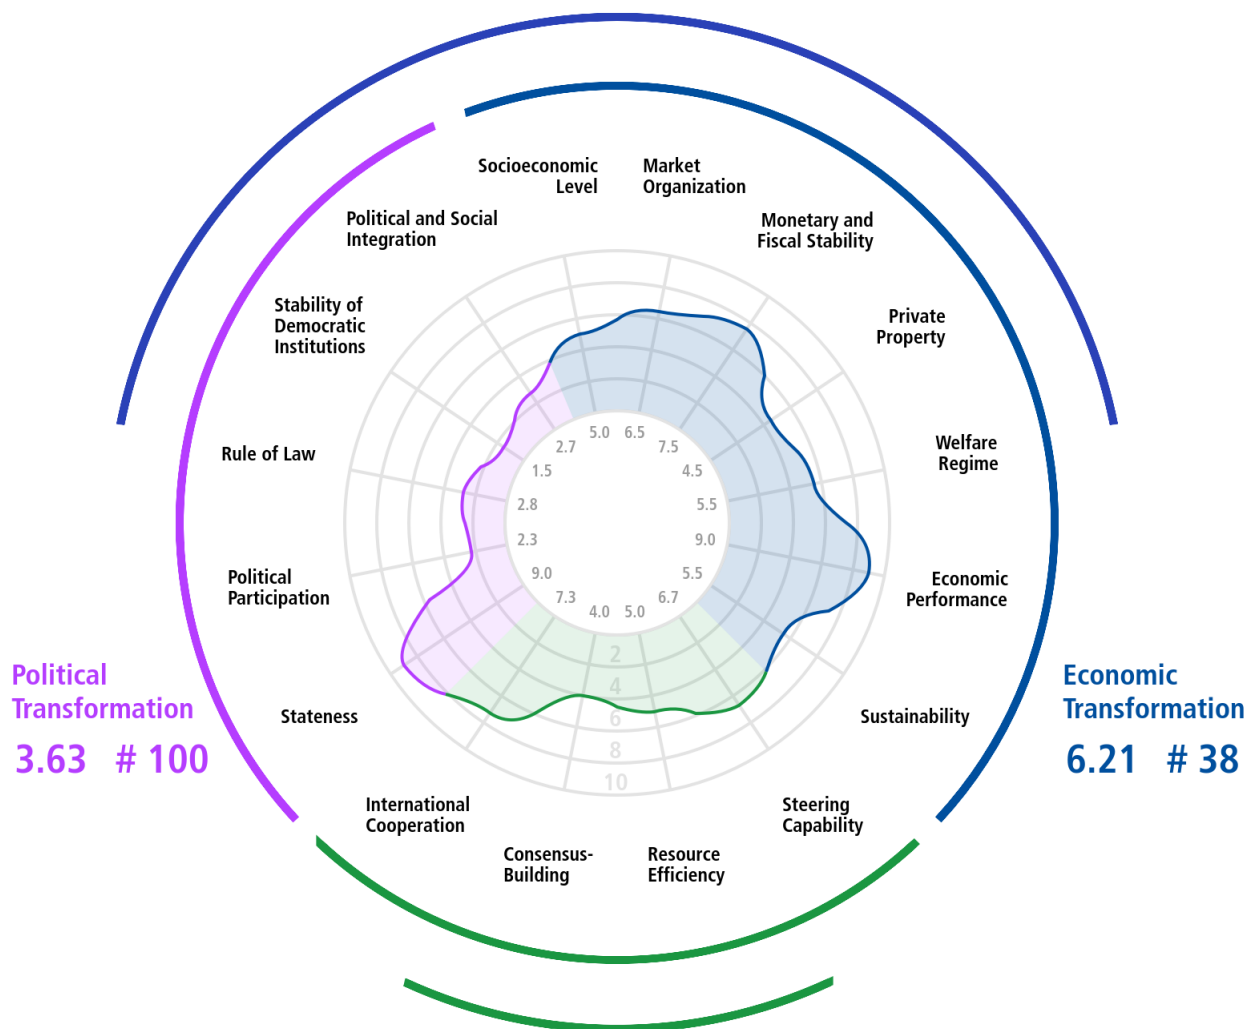 Socioeconomic
Level
Market
Organization
Political and Social
Integration
Monetary and
Fiscal Stability
Stability of
Democratic
Institutions
Private
Property
Rule of Law
Welfare
Regime
Political
Participation
Economic
Performance
Stateness
Sustainability
International
Cooperation
Steering
Capability
Consensus-
Building
Resource
Efficiency
5.0
6.5
2.7
7.5
1.5
4.5
2.8
5.5
2.3
9.0
9.0
5.5
7.3
6.7
4.0
5.0
2
4
6
8
10
Political
Transformation
3.63 # 100
Economic
Transformation
6.21 # 38